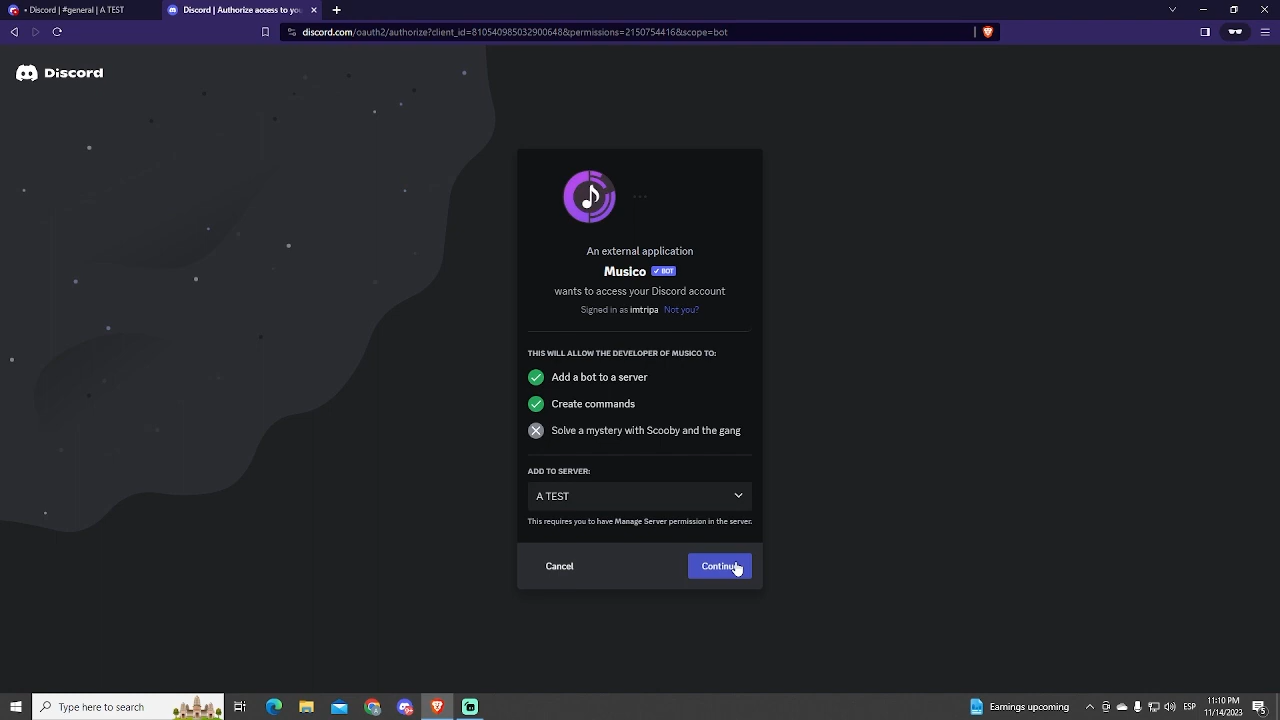 • Discord | #general | A TEST
Discord | Authorize access to you
discord.com/oauth2/authorize?client_id=810540985032900648&permissions=2150754416&scope=bot
Discord
An external application
Musico ✓ BOT
wants to access your Discord account
Signed in as imtripa Not you?
THIS WILL ALLOW THE DEVELOPER OF MUSICO TO:
Add a bot to a server
Create commands
Solve a mystery with Scooby and the gang
ADD TO SERVER:
A TEST
This requires you to have Manage Server permission in the server.
Cancel
Continue
Type here to search
Earnings upcoming
ESP
11:10 PM
11/14/2023